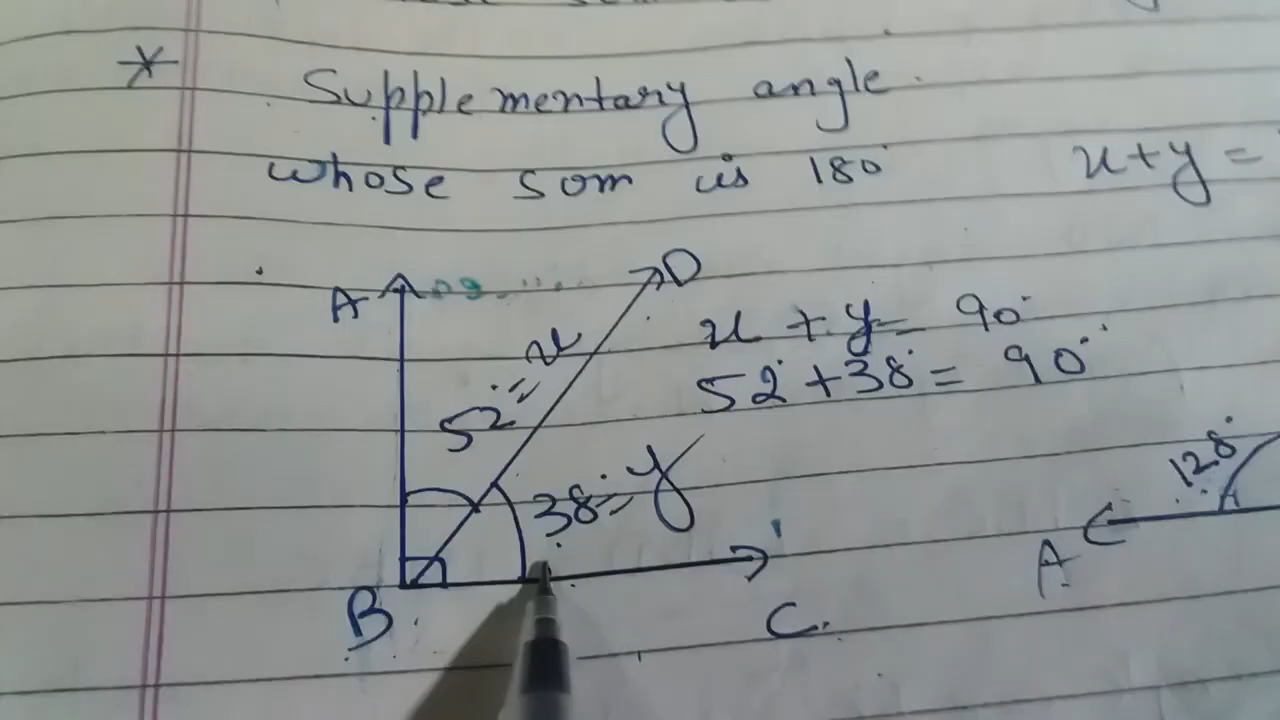 * Supplementary angle.
whose som is 180° x+y=
A D
x + y = 90°
52° = x
52° + 38° = 90°
38° = y
128°
B C. A